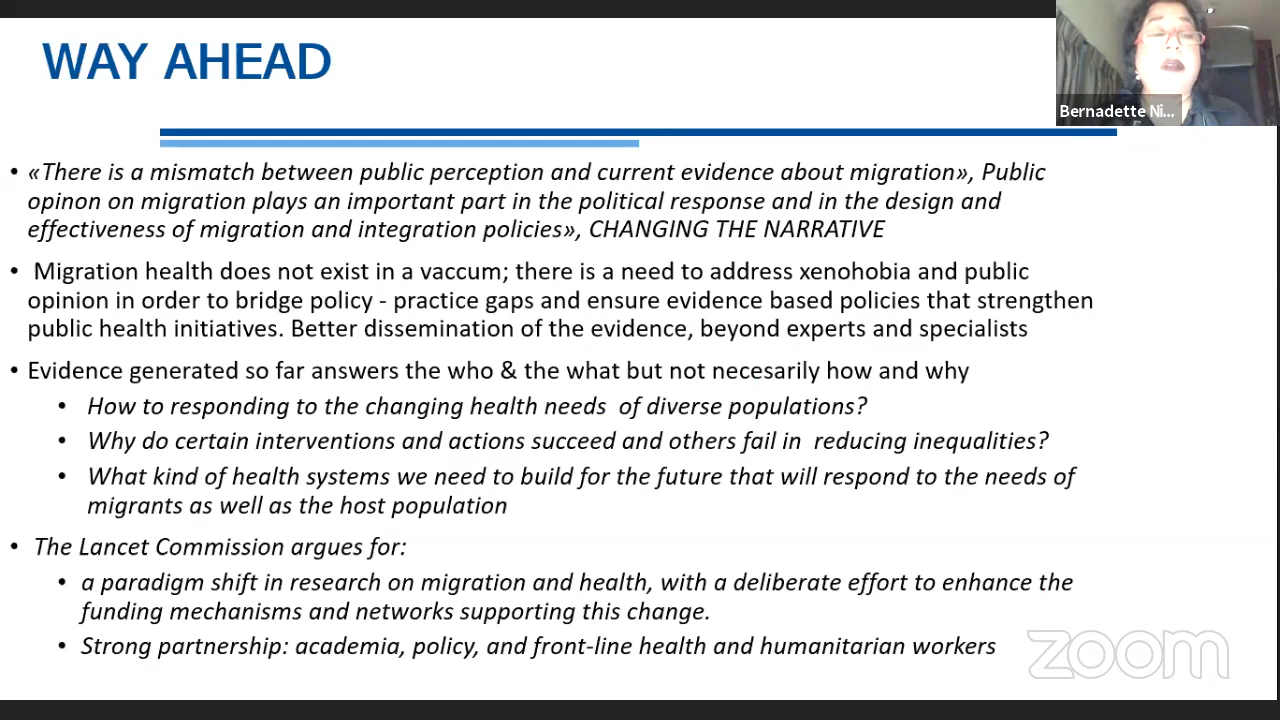 WAY AHEAD
Bernadette Ni...
• «There is a mismatch between public perception and current evidence about migration», Public
opinon on migration plays an important part in the political response and in the design and
effectiveness of migration and integration policies», CHANGING THE NARRATIVE
• Migration health does not exist in a vaccum; there is a need to address xenohobia and public
opinion in order to bridge policy - practice gaps and ensure evidence based policies that strengthen
public health initiatives. Better dissemination of the evidence, beyond experts and specialists
• Evidence generated so far answers the who & the what but not necesarily how and why
• How to responding to the changing health needs of diverse populations?
• Why do certain interventions and actions succeed and others fail in reducing inequalities?
• What kind of health systems we need to build for the future that will respond to the needs of
migrants as well as the host population
• The Lancet Commission argues for:
• a paradigm shift in research on migration and health, with a deliberate effort to enhance the
funding mechanisms and networks supporting this change.
• Strong partnership: academia, policy, and front-line health and humanitarian workers
zoom